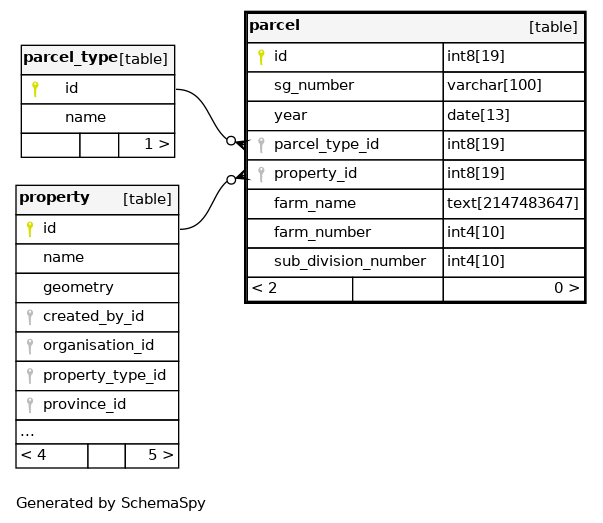 parcel_type [table]
id
name
1 >
property [table]
id
name
geometry
created_by_id
organisation_id
property_type_id
province_id
...
< 4 5 >
parcel [table]
id int8[19]
sg_number varchar[100]
year date[13]
parcel_type_id int8[19]
property_id int8[19]
farm_name text[2147483647]
farm_number int4[10]
sub_division_number int4[10]
< 2 0 >
Generated by SchemaSpy